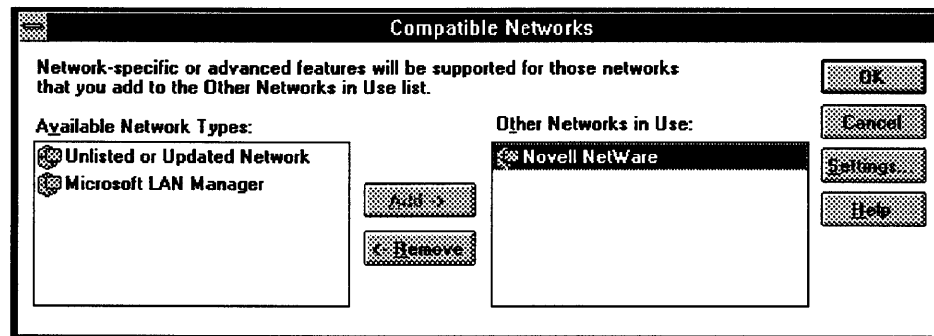 Compatible Networks
Network-specific or advanced features will be supported for those networks
that you add to the Other Networks in Use list.
Available Network Types:
Unlisted or Updated Network
Microsoft LAN Manager
Add ->
<- Remove
Other Networks in Use:
Novell NetWare
OK
Cancel
Settings...
Help